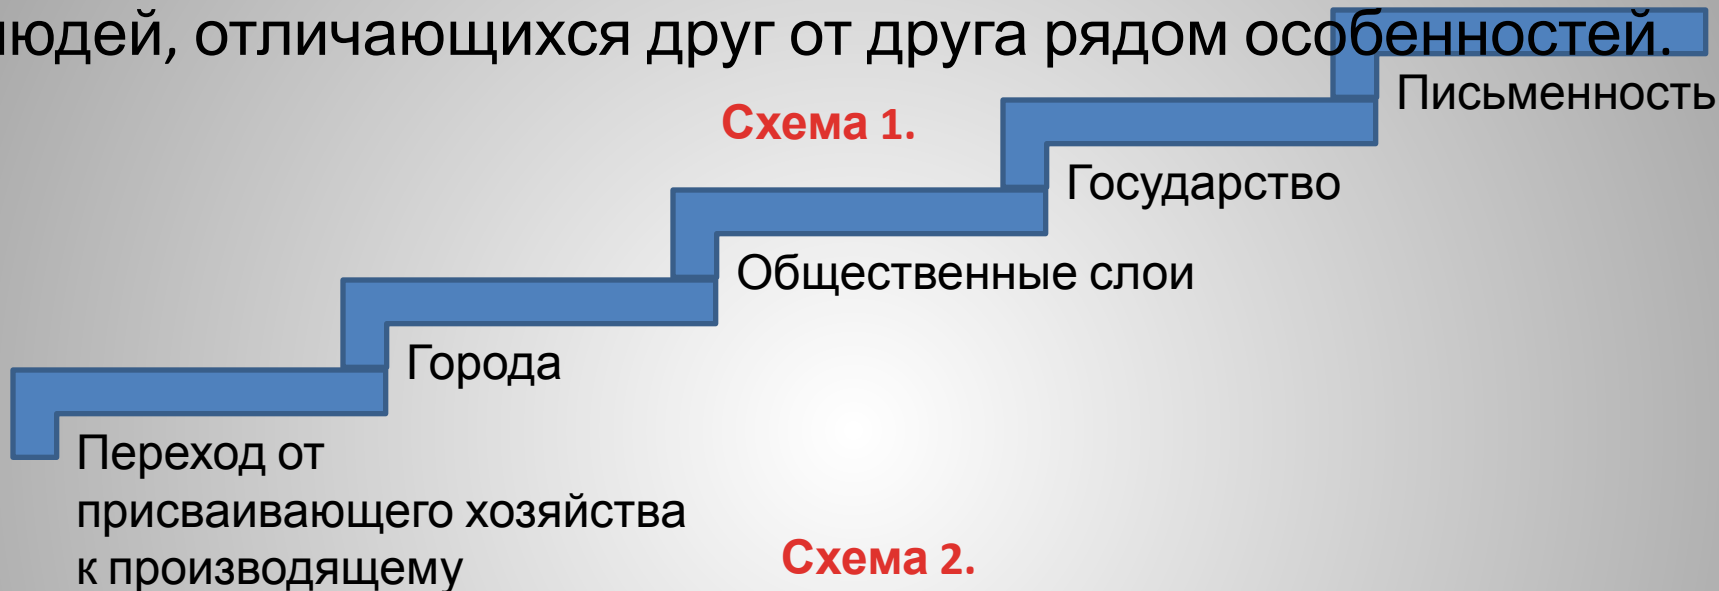 людей, отличающихся друг от друга рядом особенностей.
Письменность
Схема 1.
Государство
Общественные слои
Города
Переход от
присваивающего хозяйства
к производящему
Схема 2.